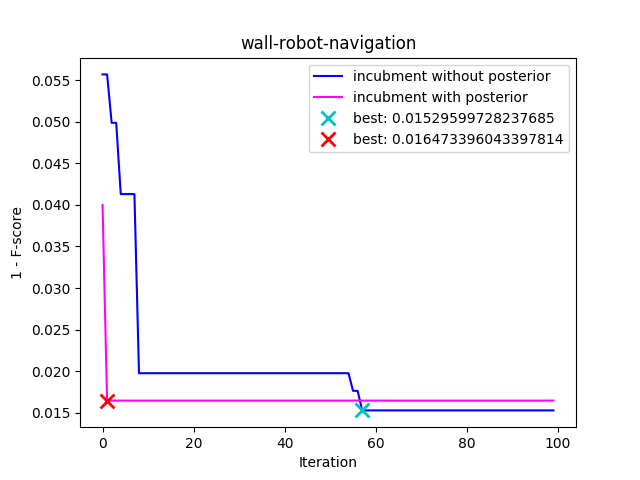 wall-robot-navigation
incubment without posterior
incubment with posterior
best: 0.01529599728237685
best: 0.016473396043397814
1 - F-score
0.055
0.050
0.045
0.040
0.035
0.030
0.025
0.020
0.015
0 20 40 60 80 100
Iteration